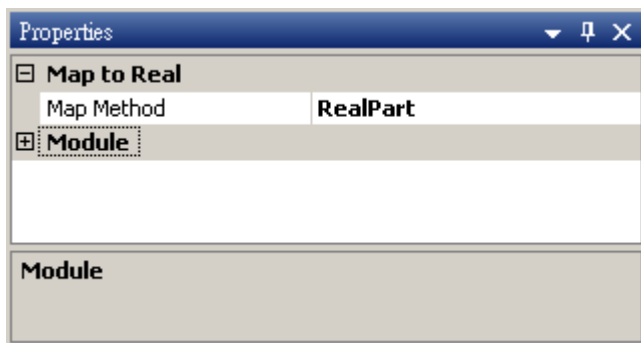 Properties
Map to Real
Map Method RealPart
Module
Module